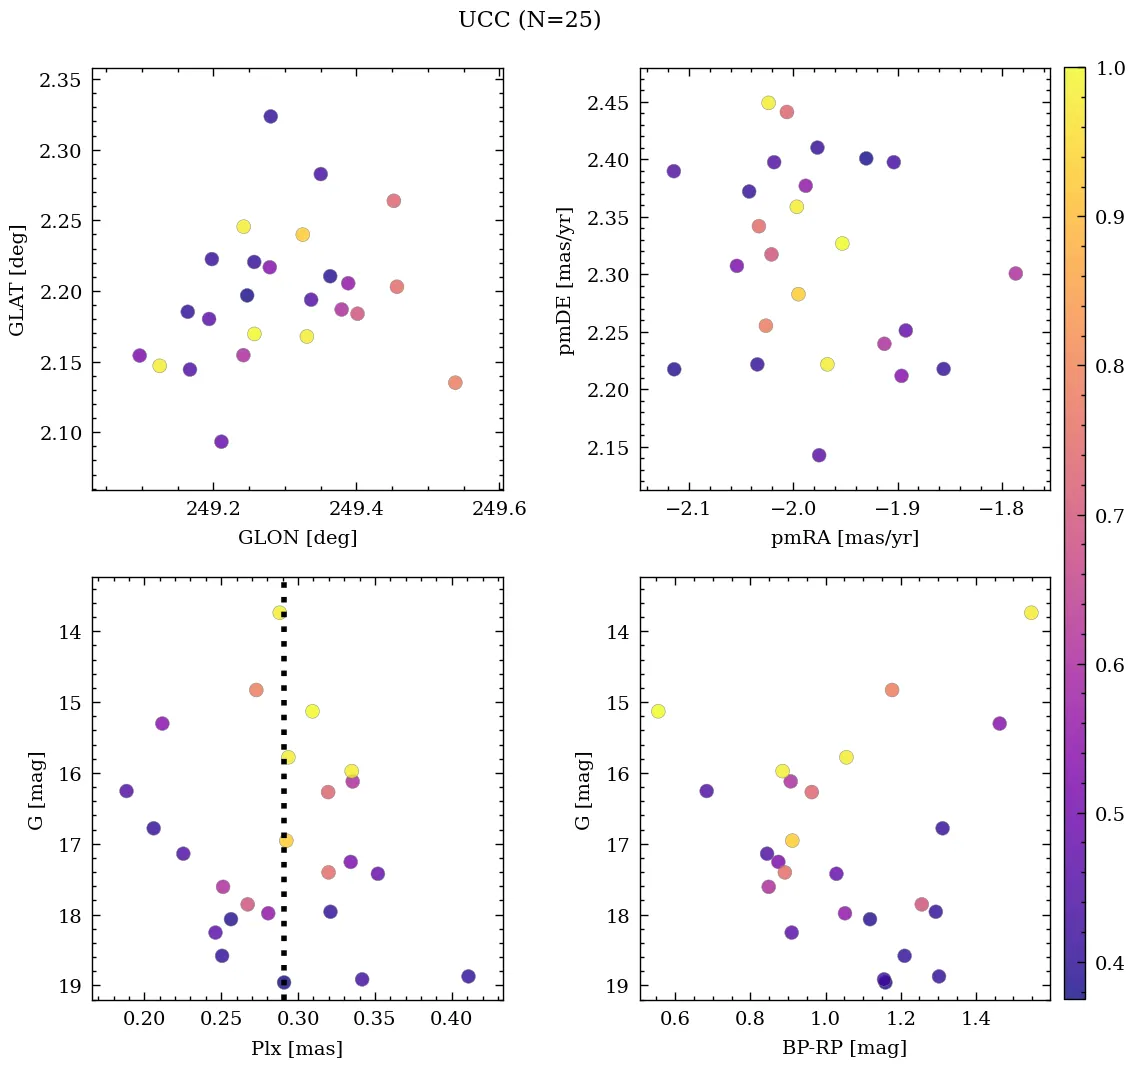 UCC (N=25)
2.35
2.30
2.25
2.20
2.15
2.10
GLAT [deg]
249.2 249.4 249.6
GLON [deg]
2.45
2.40
2.35
2.30
2.25
2.20
2.15
pmDE [mas/yr]
−2.1 −2.0 −1.9 −1.8
pmRA [mas/yr]
14
15
16
17
18
19
G [mag]
0.20 0.25 0.30 0.35 0.40
Plx [mas]
14
15
16
17
18
19
G [mag]
0.6 0.8 1.0 1.2 1.4
BP-RP [mag]
1.0
0.9
0.8
0.7
0.6
0.5
0.4